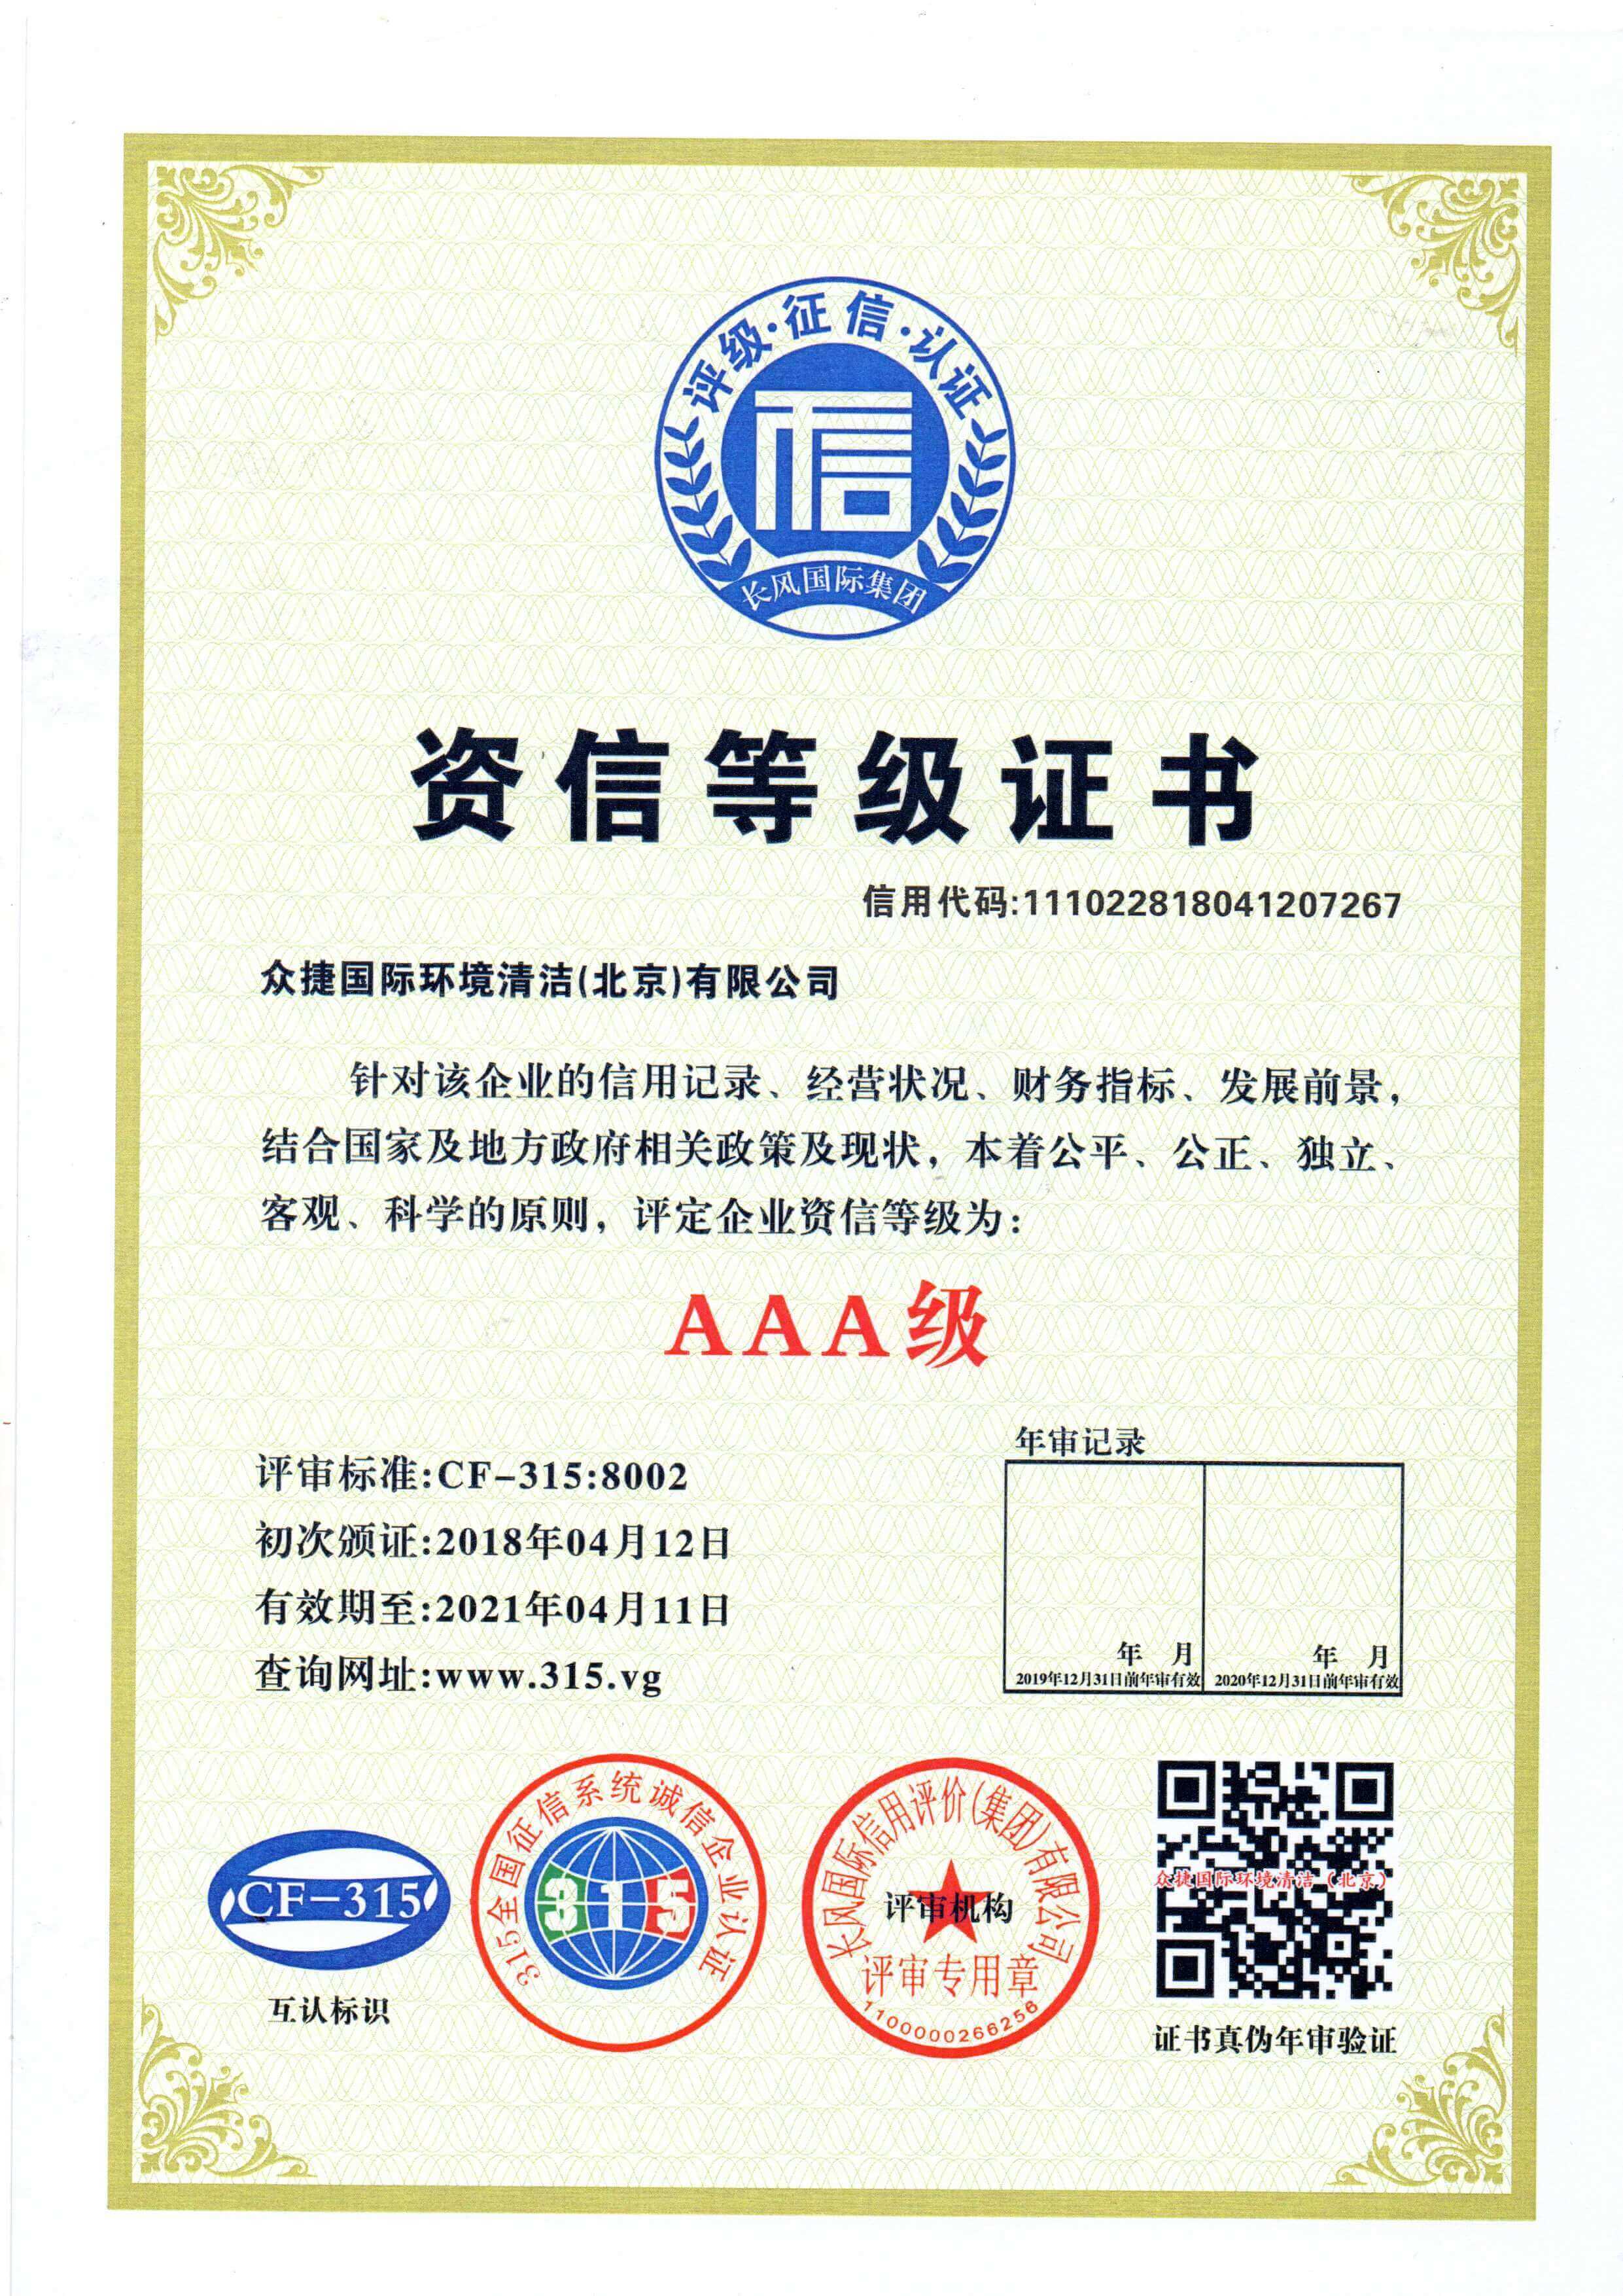 评级·征信·认证
信
长风国际集团
资信等级证书
信用代码:111022818041207267
众捷国际环境清洁(北京)有限公司
针对该企业的信用记录、经营状况、财务指标、发展前景，
结合国家及地方政府相关政策及现状，本着公平、公正、独立、
客观、科学的原则，评定企业资信等级为：
AAA级
评审标准:CF-315:8002
初次颁证:2018年04月12日
有效期至:2021年04月11日
查询网址:www.315.vg
年审记录
年 月
2019年12月31日前年审有效
年 月
2020年12月31日前年审有效
CF-315
互认标识
315全国征信系统诚信企业认证
315
长风国际信用评价(集团)有限公司
评审机构
评审专用章
1100000266256
众捷国际环境清洁（北京）
证书真伪年审验证